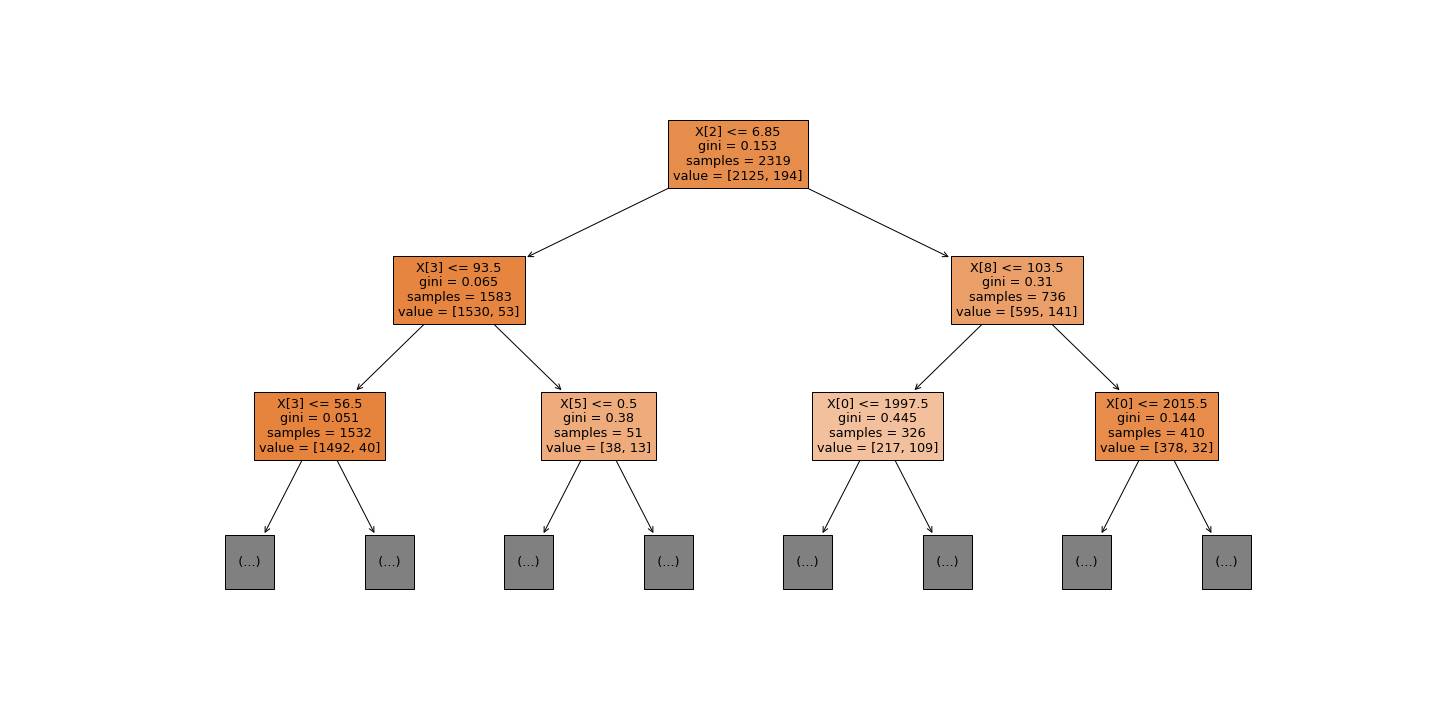 X[2] <= 6.85
gini = 0.153
samples = 2319
value = [2125, 194]
X[3] <= 93.5
gini = 0.065
samples = 1583
value = [1530, 53]
X[8] <= 103.5
gini = 0.31
samples = 736
value = [595, 141]
X[3] <= 56.5
gini = 0.051
samples = 1532
value = [1492, 40]
X[5] <= 0.5
gini = 0.38
samples = 51
value = [38, 13]
X[0] <= 1997.5
gini = 0.445
samples = 326
value = [217, 109]
X[0] <= 2015.5
gini = 0.144
samples = 410
value = [378, 32]
(...)
(...)
(...)
(...)
(...)
(...)
(...)
(...)